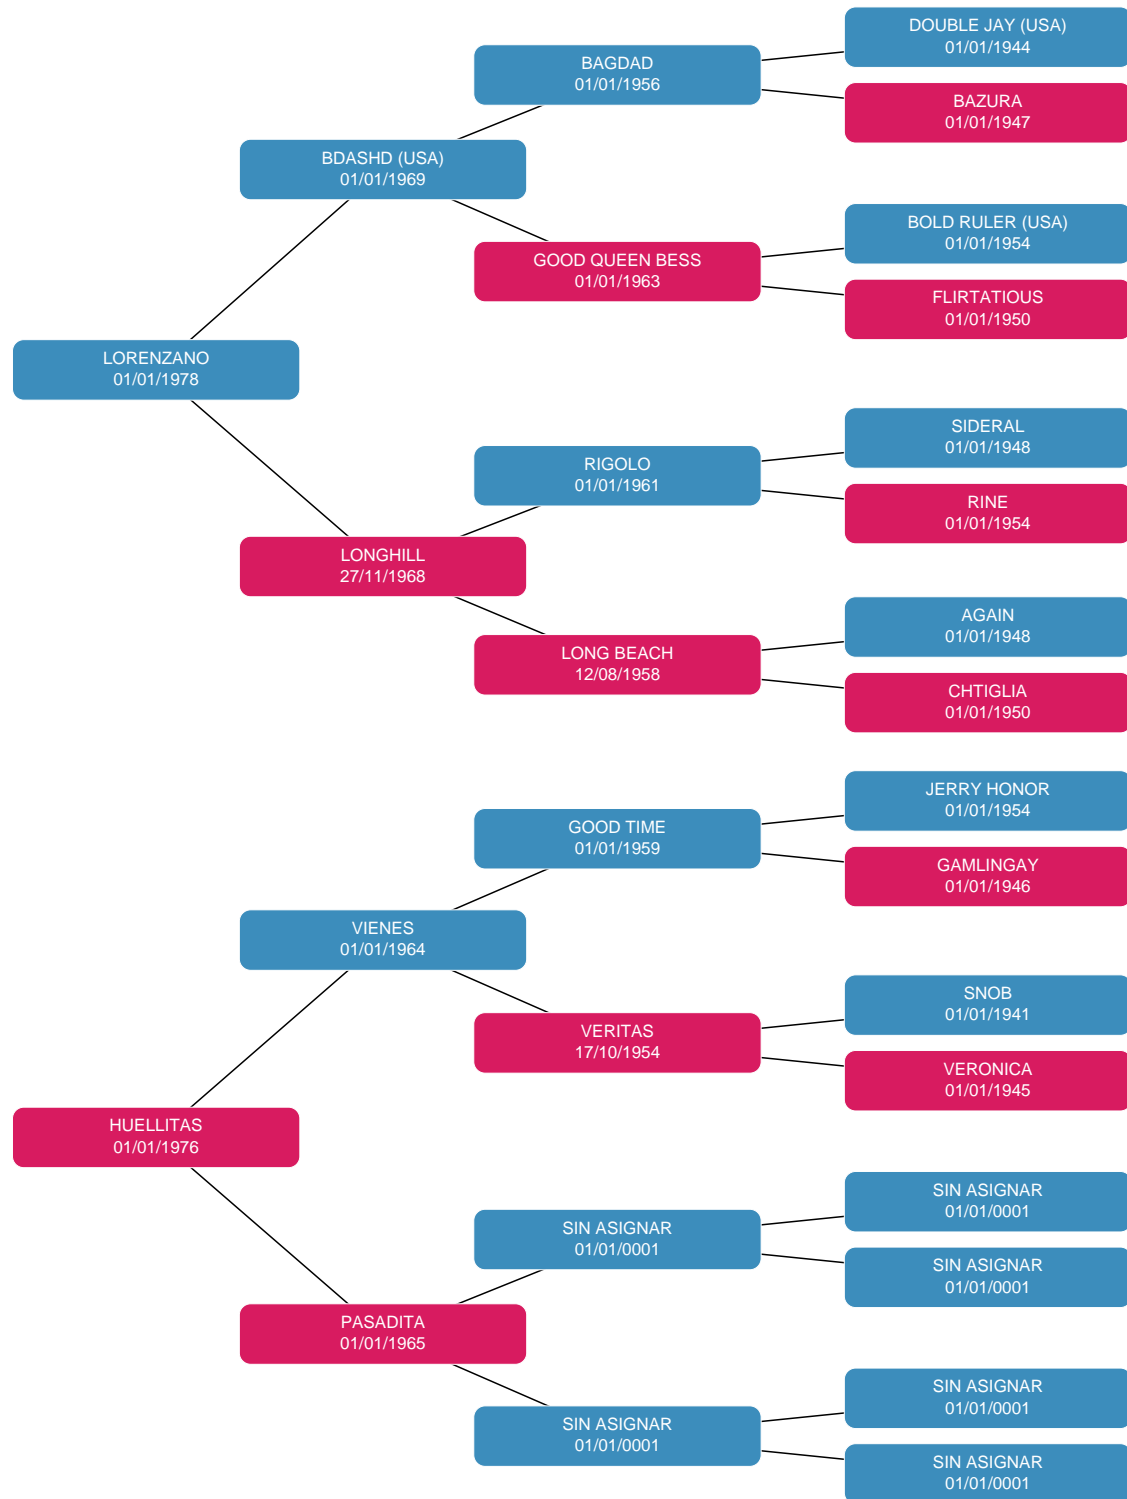 DOUBLE JAY (USA)
01/01/1944
BAGDAD
01/01/1956
BAZURA
01/01/1947
BDASHD (USA)
01/01/1969
BOLD RULER (USA)
01/01/1954
GOOD QUEEN BESS
01/01/1963
FLIRTATIOUS
01/01/1950
LORENZANO
01/01/1978
SIDERAL
01/01/1948
RIGOLO
01/01/1961
RINE
01/01/1954
LONGHILL
27/11/1968
AGAIN
01/01/1948
LONG BEACH
12/08/1958
CHTIGLIA
01/01/1950
JERRY HONOR
01/01/1954
GOOD TIME
01/01/1959
GAMLINGAY
01/01/1946
VIENES
01/01/1964
SNOB
01/01/1941
VERITAS
17/10/1954
VERONICA
01/01/1945
HUELLITAS
01/01/1976
SIN ASIGNAR
01/01/0001
SIN ASIGNAR
01/01/0001
SIN ASIGNAR
01/01/0001
PASADITA
01/01/1965
SIN ASIGNAR
01/01/0001
SIN ASIGNAR
01/01/0001
SIN ASIGNAR
01/01/0001